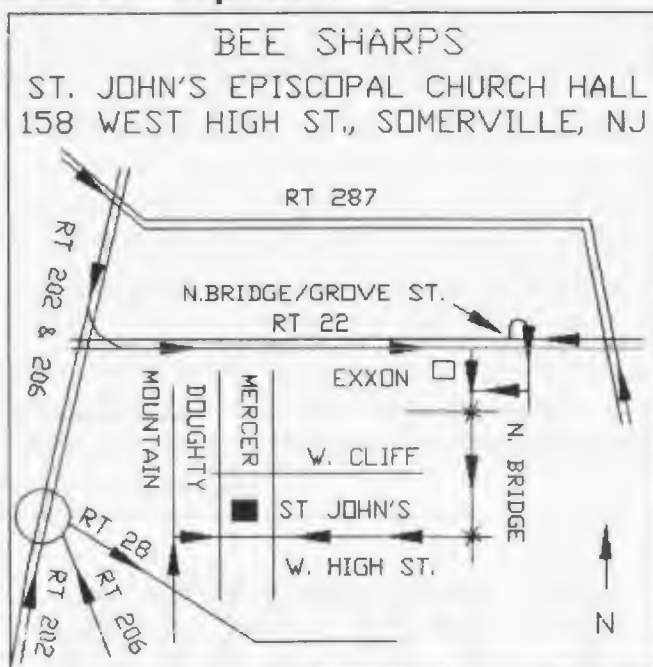 BEE SHARPS
ST. JOHN'S EPISCOPAL CHURCH HALL
158 WEST HIGH ST., SOMERVILLE, NJ
RT 287
RT 202 & 206
N.BRIDGE/GROVE ST.
RT 22
EXXON
MOUNTAIN
DOUGHTY
MERCER
W. CLIFF
N. BRIDGE
ST JOHN'S
RT 28
W. HIGH ST.
RT 202
RT 206
N